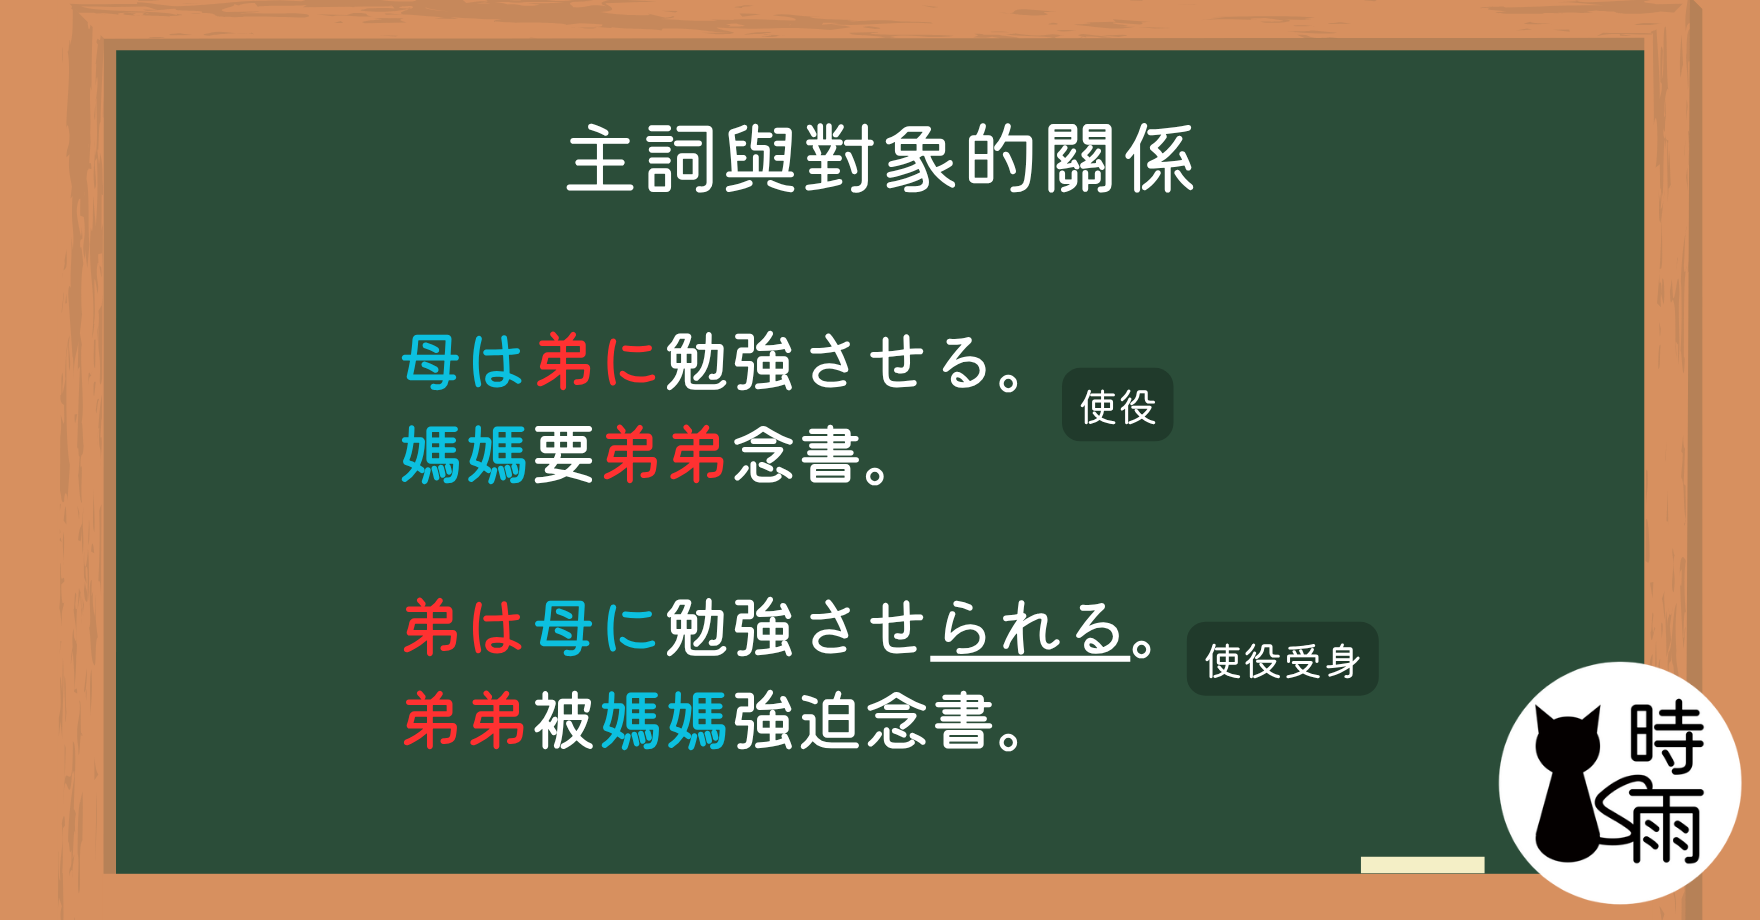 主詞與對象的關係
母は弟に勉強させる。
使役
媽媽要弟弟念書。
弟は母に勉強させられる。
使役受身
弟弟被媽媽強迫念書。
時雨